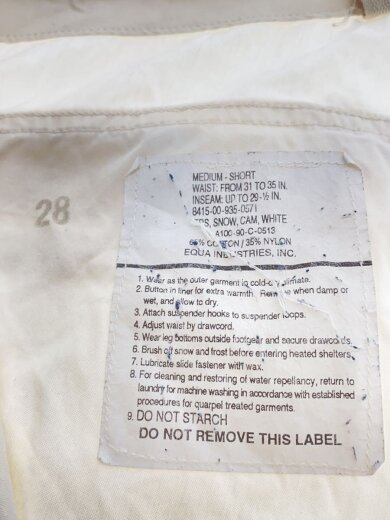 28
MEDIUM - SHORT
WAIST: FROM 31 TO 35 IN.
INSEAM: UP TO 29-½ IN.
8415-00-935-0571
SNOW, CAM, WHITE
A100-90-C-0513
COTTON / 35% NYLON
EQUA INDUSTRIES, INC.
1. Wear as the outer garment in cold-dry climate.
2. Button in liner for extra warmth. Remove when damp or
wet, and allow to dry.
3. Attach suspender hooks to suspender loops.
4. Adjust waist by drawcord.
5. Wear leg bottoms outside footgear and secure drawcords.
6. Brush off snow and frost before entering heated shelters.
7. Lubricate slide fastener with wax.
8. For cleaning and restoring of water repellancy, return to
laundry for machine washing in accordance with established
procedures for quarpel treated garments.
9. DO NOT STARCH
DO NOT REMOVE THIS LABEL